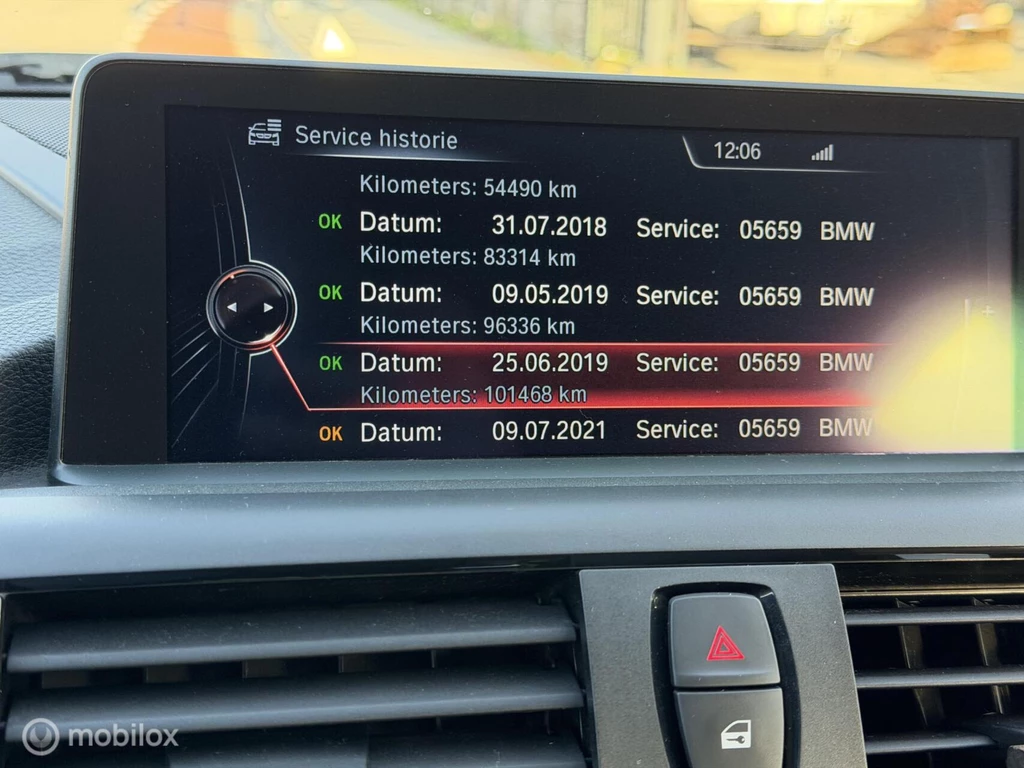 Service historie
12:06
Kilometers: 54490 km
OK Datum: 31.07.2018 Service: 05659 BMW
Kilometers: 83314 km
OK Datum: 09.05.2019 Service: 05659 BMW
Kilometers: 96336 km
OK Datum: 25.06.2019 Service: 05659 BMW
Kilometers: 101468 km
OK Datum: 09.07.2021 Service: 05659 BMW
mobilox